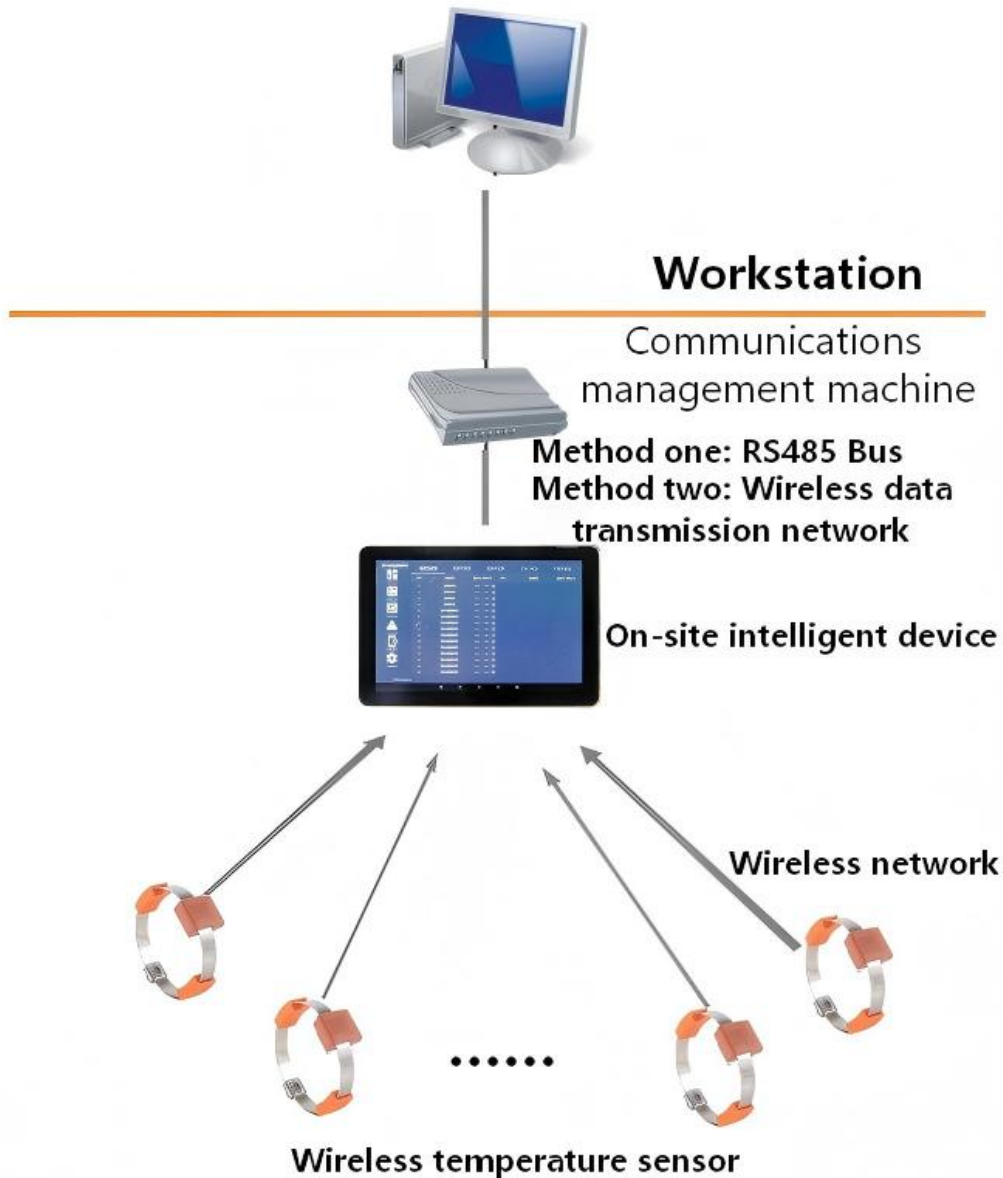 Workstation
Communications
management machine
Method one: RS485 Bus
Method two: Wireless data
transmission network
On-site intelligent device
Wireless network
......
Wireless temperature sensor